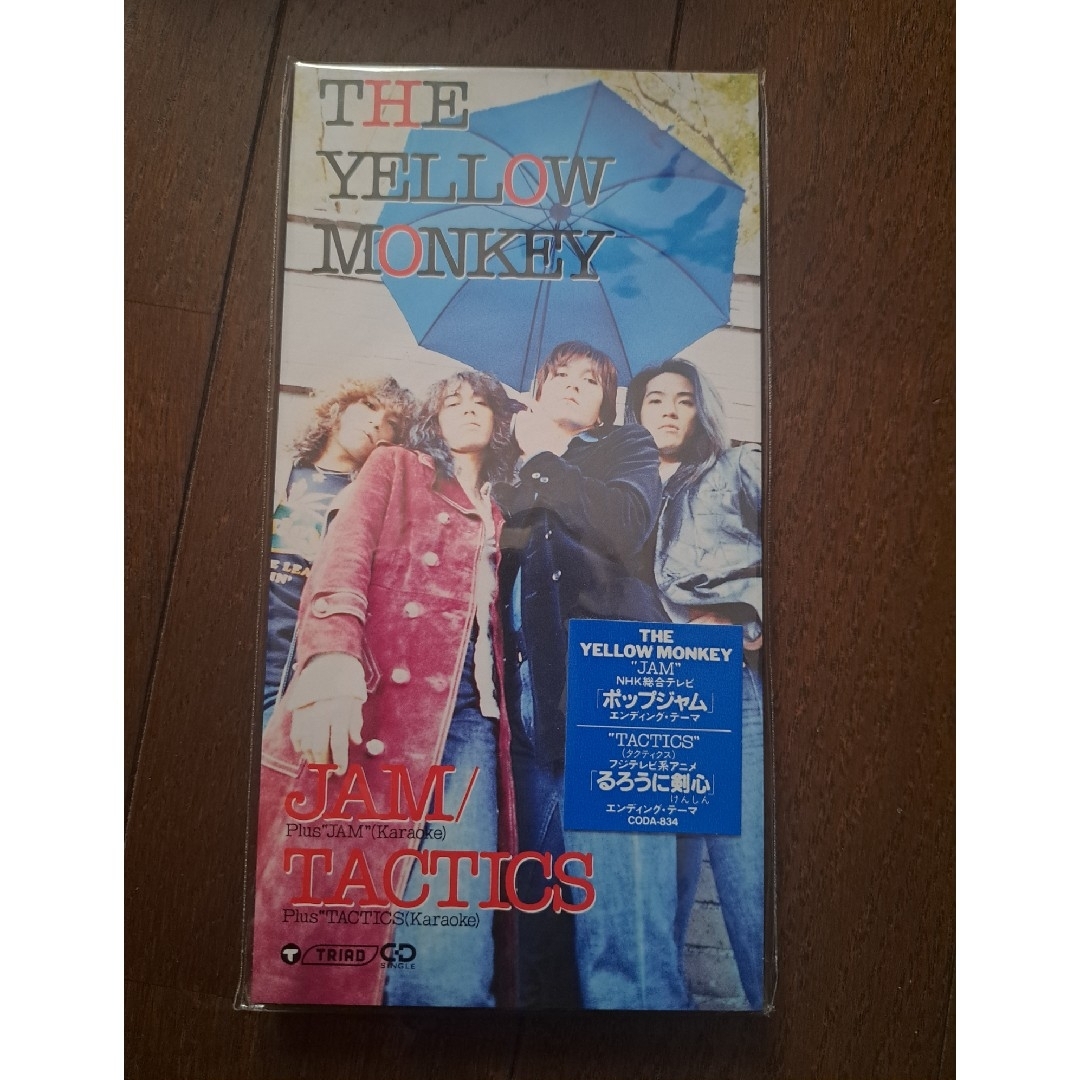 THE
YELLOW
MONKEY
THE
YELLOW MONKEY
"JAM"
NHK総合テレビ
「ポップジャム」
エンディング・テーマ
"TACTICS"
(タクティクス)
フジテレビ系アニメ
「るろうに剣心」
けんしん
エンディング・テーマ
CODA-834
JAM/
Plus"JAM"(Karaoke)
TACTICS
Plus"TACTICS(Karaoke)
T TRIAD CD
SINGLE